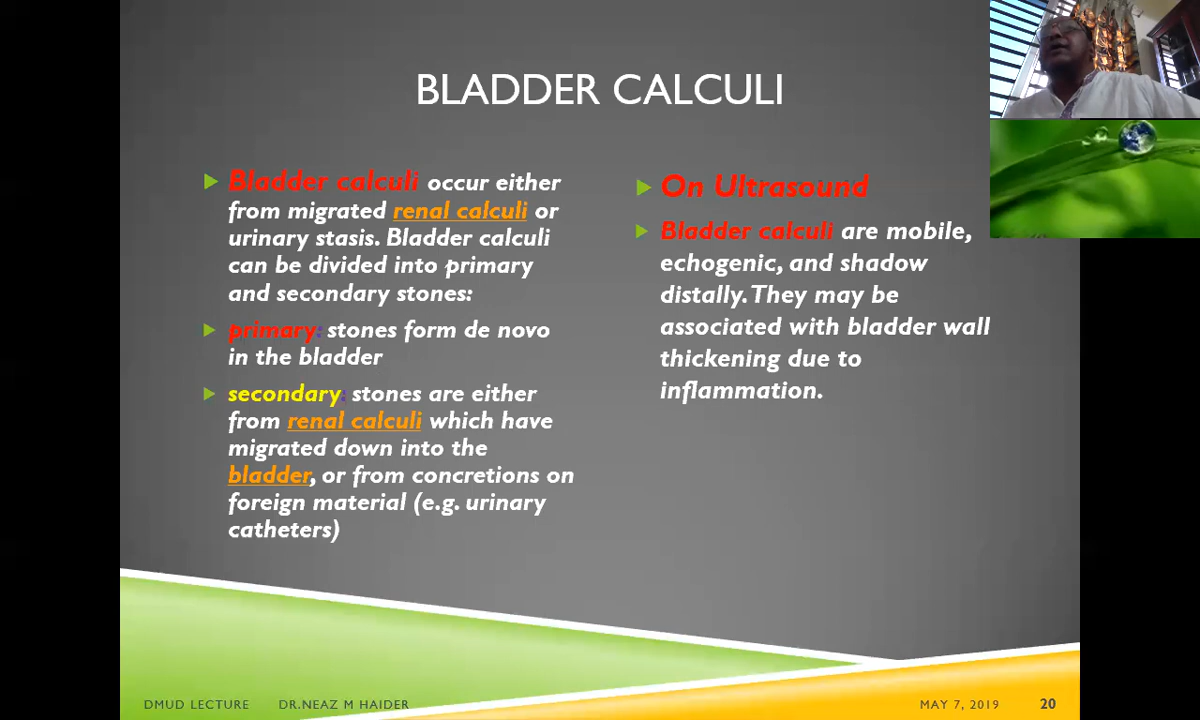 BLADDER CALCULI
Bladder calculi occur either
from migrated renal calculi or
urinary stasis. Bladder calculi
can be divided into primary
and secondary stones:
primary: stones form de novo
in the bladder
secondary: stones are either
from renal calculi which have
migrated down into the
bladder, or from concretions on
foreign material (e.g. urinary
catheters)
On Ultrasound
Bladder calculi are mobile,
echogenic, and shadow
distally. They may be
associated with bladder wall
thickening due to
inflammation.
DMUD LECTURE DR.NEAZ M HAIDER
MAY 7, 2019 20